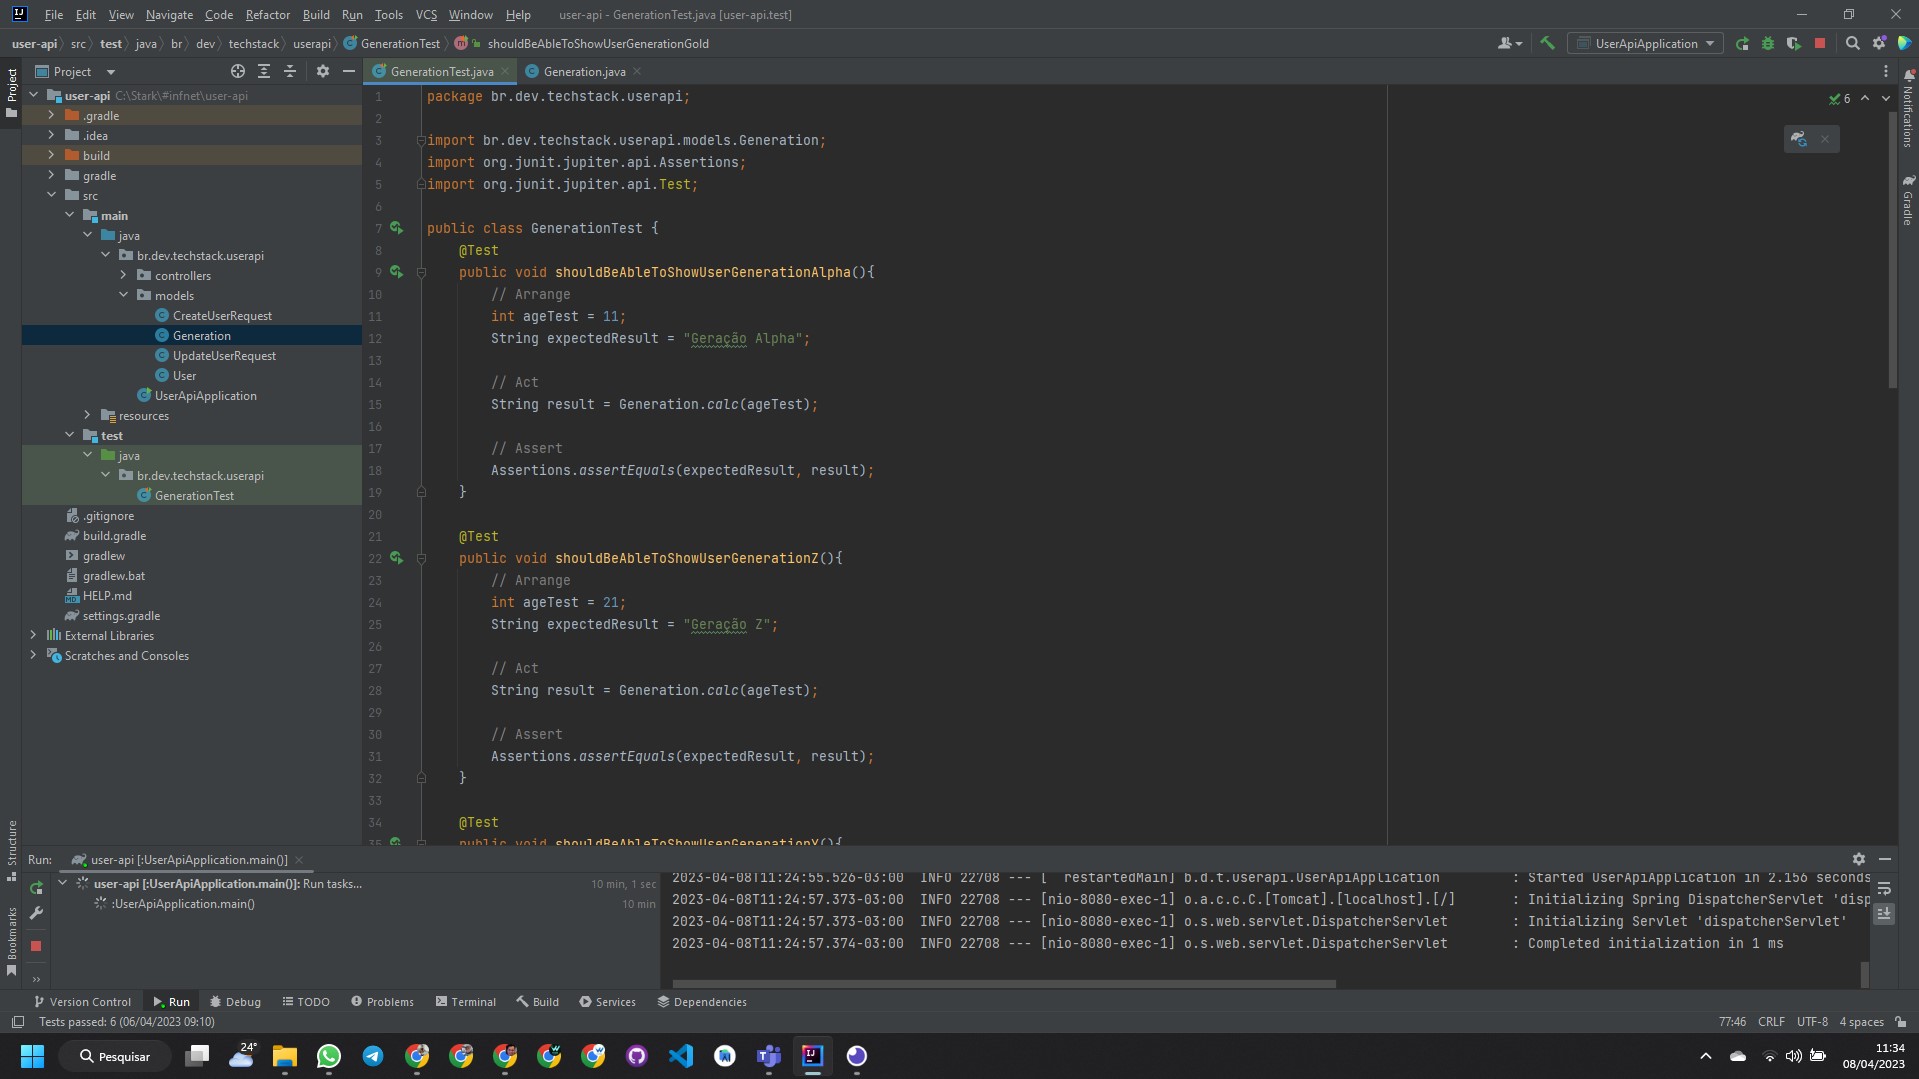 File Edit View Navigate Code Refactor Build Run Tools VCS Window Help user-api - GenerationTest.java [user-api.test]
user-api src test java br dev techstack userapi GenerationTest shouldBeAbleToShowUserGenerationGold UserApiApplication
Project
GenerationTest.java Generation.java
Project
Structure
Bookmarks
Notifications
Gradle
user-api C:\Stark\#infnet\user-api
.gradle
.idea
build
gradle
src
main
java
br.dev.techstack.userapi
controllers
models
CreateUserRequest
Generation
UpdateUserRequest
User
UserApiApplication
resources
test
java
br.dev.techstack.userapi
GenerationTest
.gitignore
build.gradle
gradlew
gradlew.bat
HELP.md
settings.gradle
External Libraries
Scratches and Consoles
6
1 package br.dev.techstack.userapi;
2
3 import br.dev.techstack.userapi.models.Generation;
4 import org.junit.jupiter.api.Assertions;
5 import org.junit.jupiter.api.Test;
6
7 public class GenerationTest {
8 @Test
9 public void shouldBeAbleToShowUserGenerationAlpha(){
10 // Arrange
11 int ageTest = 11;
12 String expectedResult = "Geração Alpha";
13
14 // Act
15 String result = Generation.calc(ageTest);
16
17 // Assert
18 Assertions.assertEquals(expectedResult, result);
19 }
20
21 @Test
22 public void shouldBeAbleToShowUserGenerationZ(){
23 // Arrange
24 int ageTest = 21;
25 String expectedResult = "Geração Z";
26
27 // Act
28 String result = Generation.calc(ageTest);
29
30 // Assert
31 Assertions.assertEquals(expectedResult, result);
32 }
33
34 @Test
35 public void shouldBeAbleToShowUserGenerationY(){
Run: user-api [:UserApiApplication.main()]
user-api [:UserApiApplication.main()]: Run tasks... 10 min, 1 sec
:UserApiApplication.main() 10 min
2023-04-08T11:24:55.526-03:00 INFO 22708 --- [ restartedMain] b.d.t.userapi.UserApiApplication : Started UserApiApplication in 2.156 seconds
2023-04-08T11:24:57.373-03:00 INFO 22708 --- [nio-8080-exec-1] o.a.c.c.C.[Tomcat].[localhost].[/] : Initializing Spring DispatcherServlet 'disp
2023-04-08T11:24:57.373-03:00 INFO 22708 --- [nio-8080-exec-1] o.s.web.servlet.DispatcherServlet : Initializing Servlet 'dispatcherServlet'
2023-04-08T11:24:57.374-03:00 INFO 22708 --- [nio-8080-exec-1] o.s.web.servlet.DispatcherServlet : Completed initialization in 1 ms
Version Control Run Debug TODO Problems Terminal Build Services Dependencies
Tests passed: 6 (06/04/2023 09:10) 77:46 CRLF UTF-8 4 spaces
Pesquisar 24° 11:34
08/04/2023